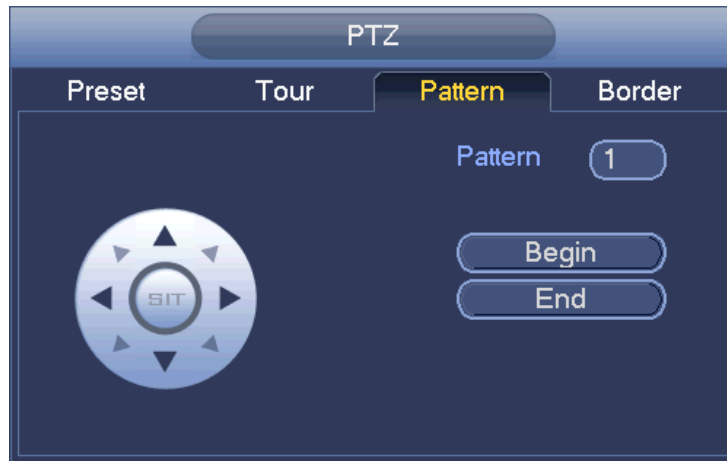 PTZ
Preset Tour Pattern Border
Pattern 1
Begin
SIT
End